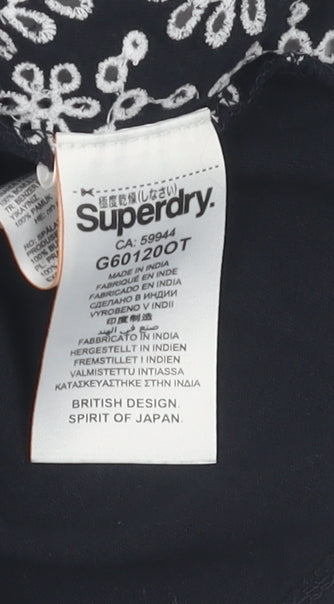 極度乾燥(しなさい)
Superdry.
CA: 59944
G60120OT
MADE IN INDIA
FABRIQUÉ EN INDE
FABRICADO EN INDIA
СДЕЛАНО В ИНДИИ
VYROBENO V INDII
印度制造
صنع في الهند
FABBRICATO IN INDIA
HERGESTELLT IN INDIEN
FREMSTILLET I INDIEN
VALMISTETTU INTIASSA
ΚΑΤΑΣΚΕΥΑΣΤΗΚΕ ΣΤΗΝ ΙΝΔΙΑ
BRITISH DESIGN.
SPIRIT OF JAPAN.